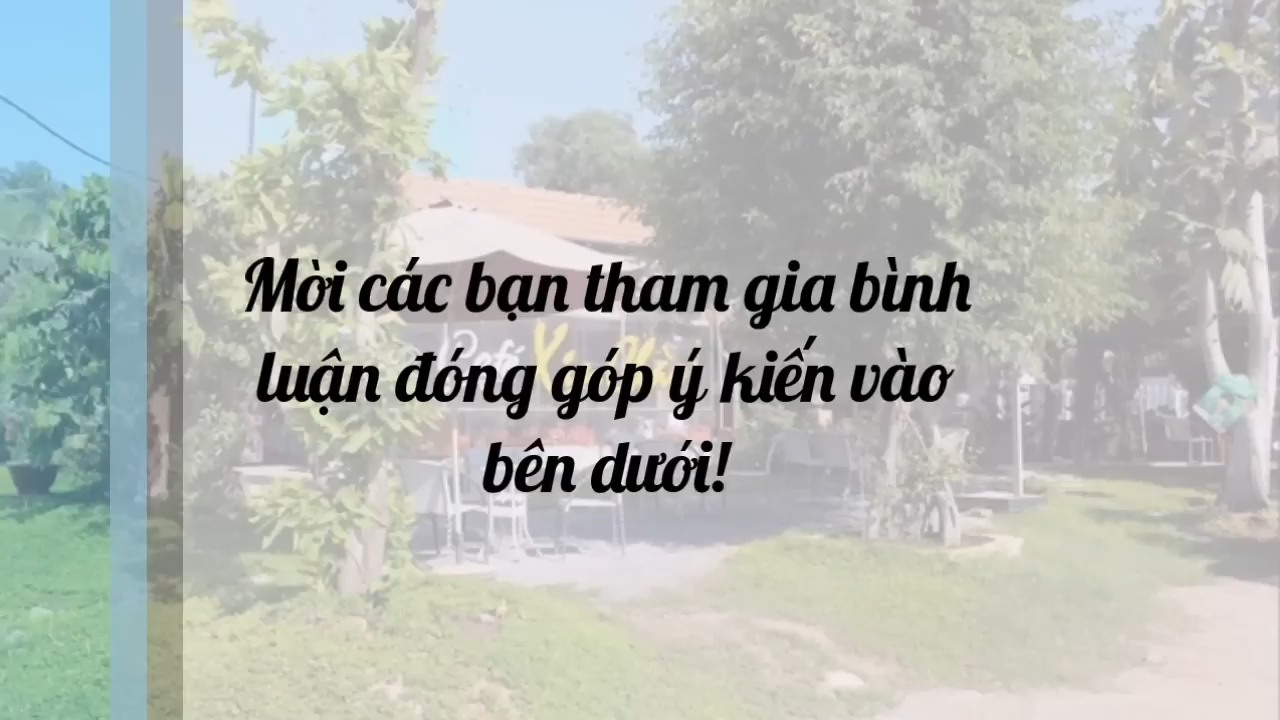 Mời các bạn tham gia bình
luận đóng góp ý kiến vào
bên dưới!